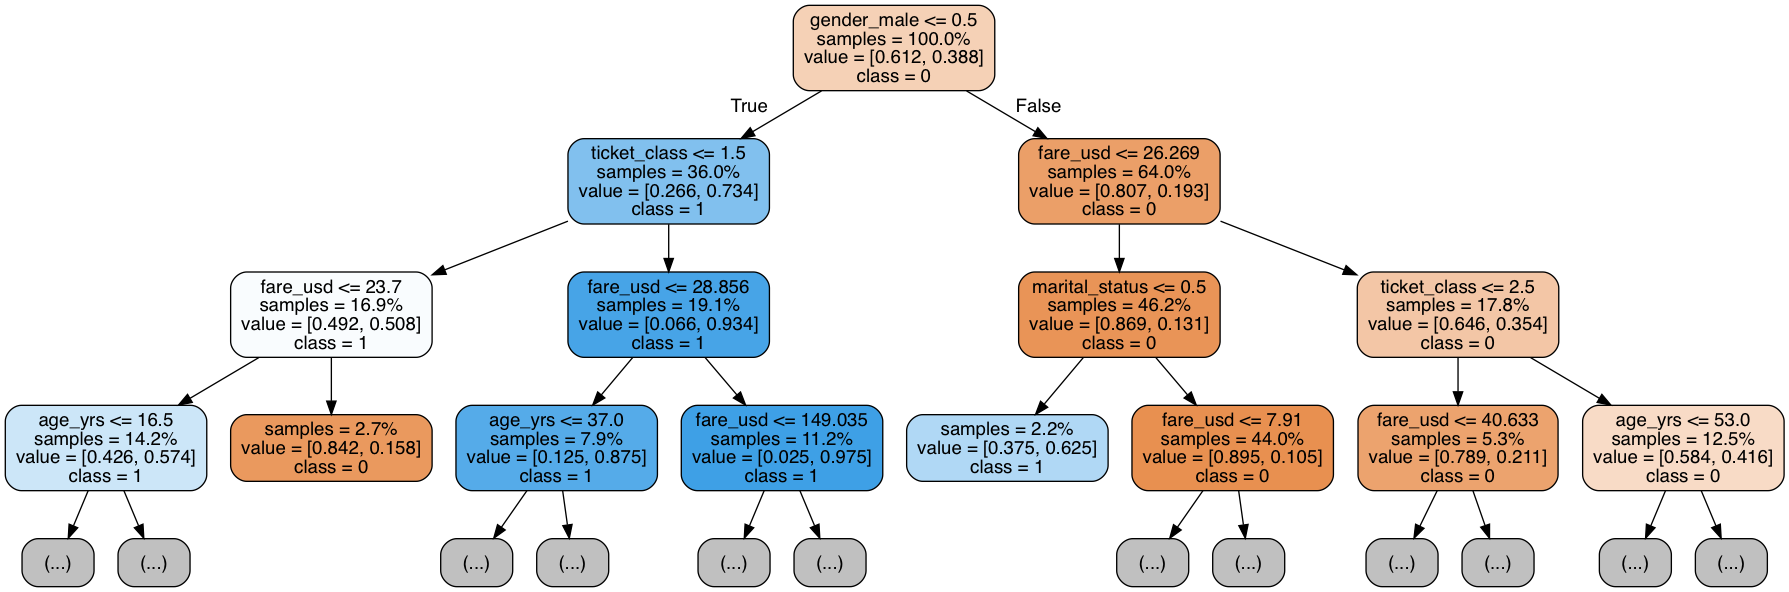 gender_male <= 0.5
samples = 100.0%
value = [0.612, 0.388]
class = 0
True
False
ticket_class <= 1.5
samples = 36.0%
value = [0.266, 0.734]
class = 1
fare_usd <= 26.269
samples = 64.0%
value = [0.807, 0.193]
class = 0
fare_usd <= 23.7
samples = 16.9%
value = [0.492, 0.508]
class = 1
fare_usd <= 28.856
samples = 19.1%
value = [0.066, 0.934]
class = 1
marital_status <= 0.5
samples = 46.2%
value = [0.869, 0.131]
class = 0
ticket_class <= 2.5
samples = 17.8%
value = [0.646, 0.354]
class = 0
age_yrs <= 16.5
samples = 14.2%
value = [0.426, 0.574]
class = 1
samples = 2.7%
value = [0.842, 0.158]
class = 0
age_yrs <= 37.0
samples = 7.9%
value = [0.125, 0.875]
class = 1
fare_usd <= 149.035
samples = 11.2%
value = [0.025, 0.975]
class = 1
samples = 2.2%
value = [0.375, 0.625]
class = 1
fare_usd <= 7.91
samples = 44.0%
value = [0.895, 0.105]
class = 0
fare_usd <= 40.633
samples = 5.3%
value = [0.789, 0.211]
class = 0
age_yrs <= 53.0
samples = 12.5%
value = [0.584, 0.416]
class = 0
(...)
(...)
(...)
(...)
(...)
(...)
(...)
(...)
(...)
(...)
(...)
(...)